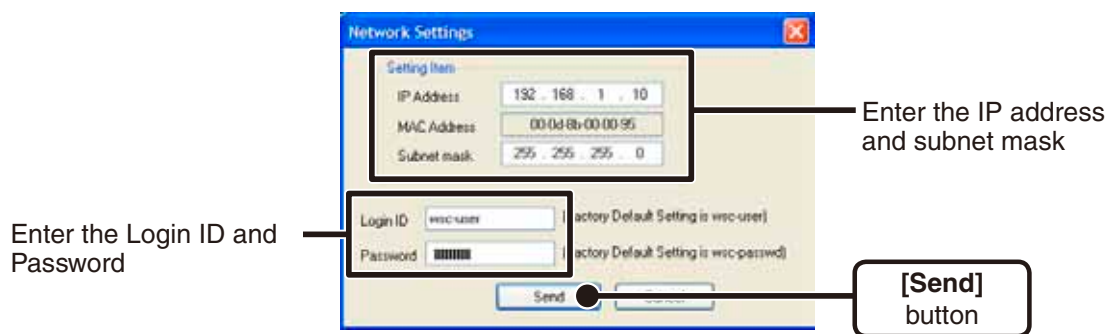 Network Settings
Setting Item
IP Address 192 . 168 . 1 . 10
MAC Address 00-0d-8b-00-00-95
Subnet mask 255 . 255 . 255 . 0
Enter the IP address
and subnet mask
Login ID wsc-user actory Default Setting is wsc-user)
Password actory Default Setting is wsc-passwd)
Enter the Login ID and
Password
Send
[Send]
button